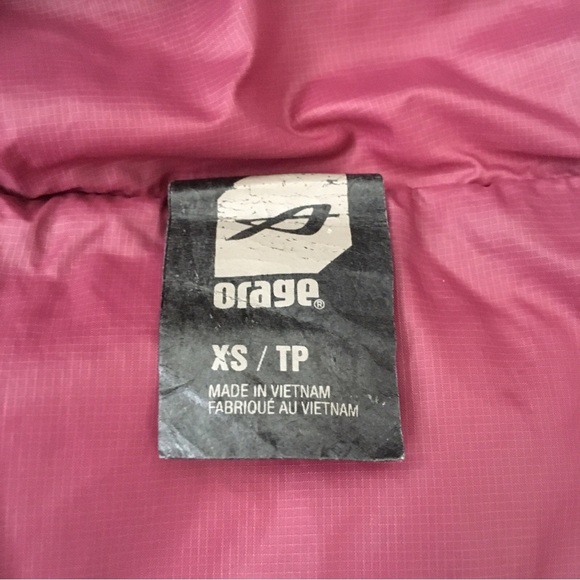 orage®
XS / TP
MADE IN VIETNAM
FABRIQUÉ AU VIETNAM